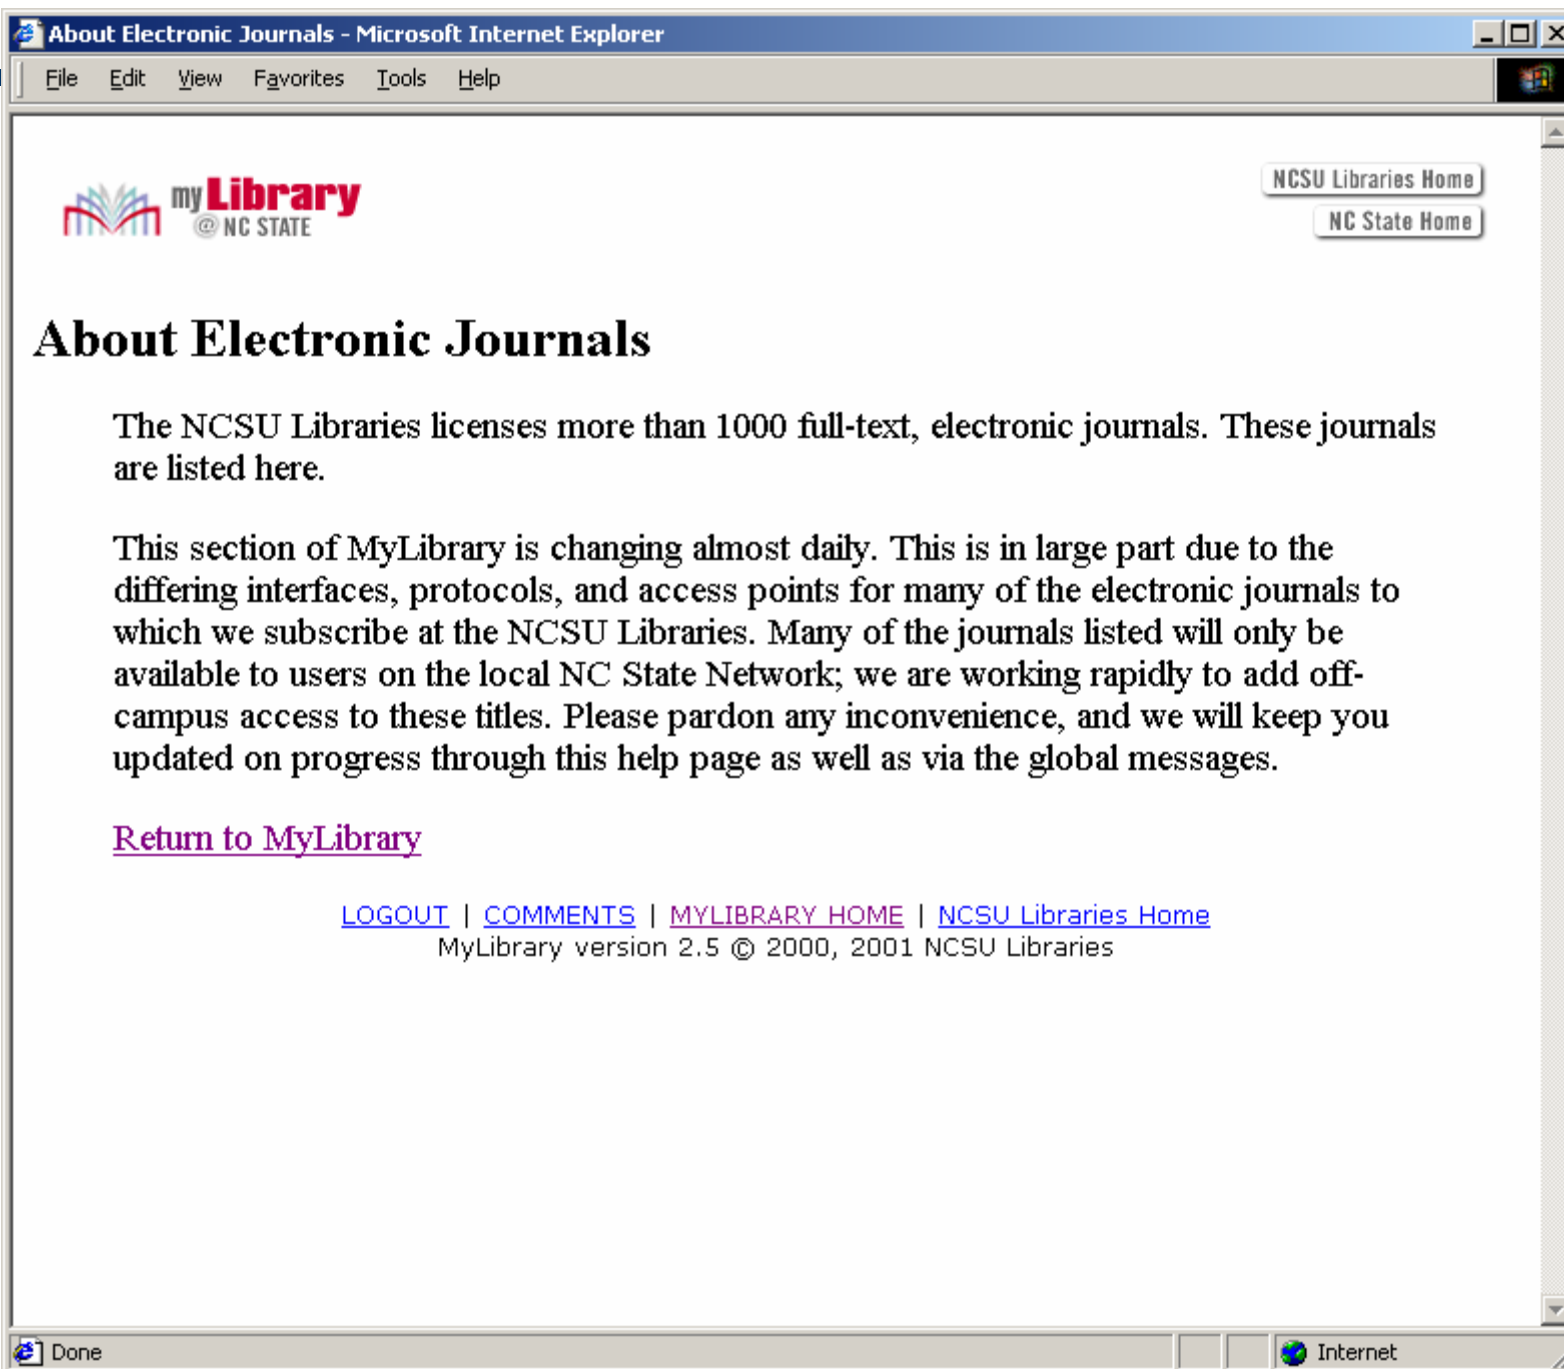 About Electronic Journals - Microsoft Internet Explorer
File Edit View Favorites Tools Help
my Library
@ NC STATE
NCSU Libraries Home
NC State Home
About Electronic Journals
The NCSU Libraries licenses more than 1000 full-text, electronic journals. These journals
are listed here.
This section of MyLibrary is changing almost daily. This is in large part due to the
differing interfaces, protocols, and access points for many of the electronic journals to
which we subscribe at the NCSU Libraries. Many of the journals listed will only be
available to users on the local NC State Network; we are working rapidly to add off-
campus access to these titles. Please pardon any inconvenience, and we will keep you
updated on progress through this help page as well as via the global messages.
Return to MyLibrary
LOGOUT | COMMENTS | MYLIBRARY HOME | NCSU Libraries Home
MyLibrary version 2.5 © 2000, 2001 NCSU Libraries
Done
Internet